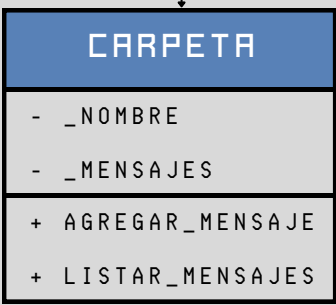 CARPETA
- _NOMBRE
- _MENSAJES
+ AGREGAR_MENSAJE
+ LISTAR_MENSAJES